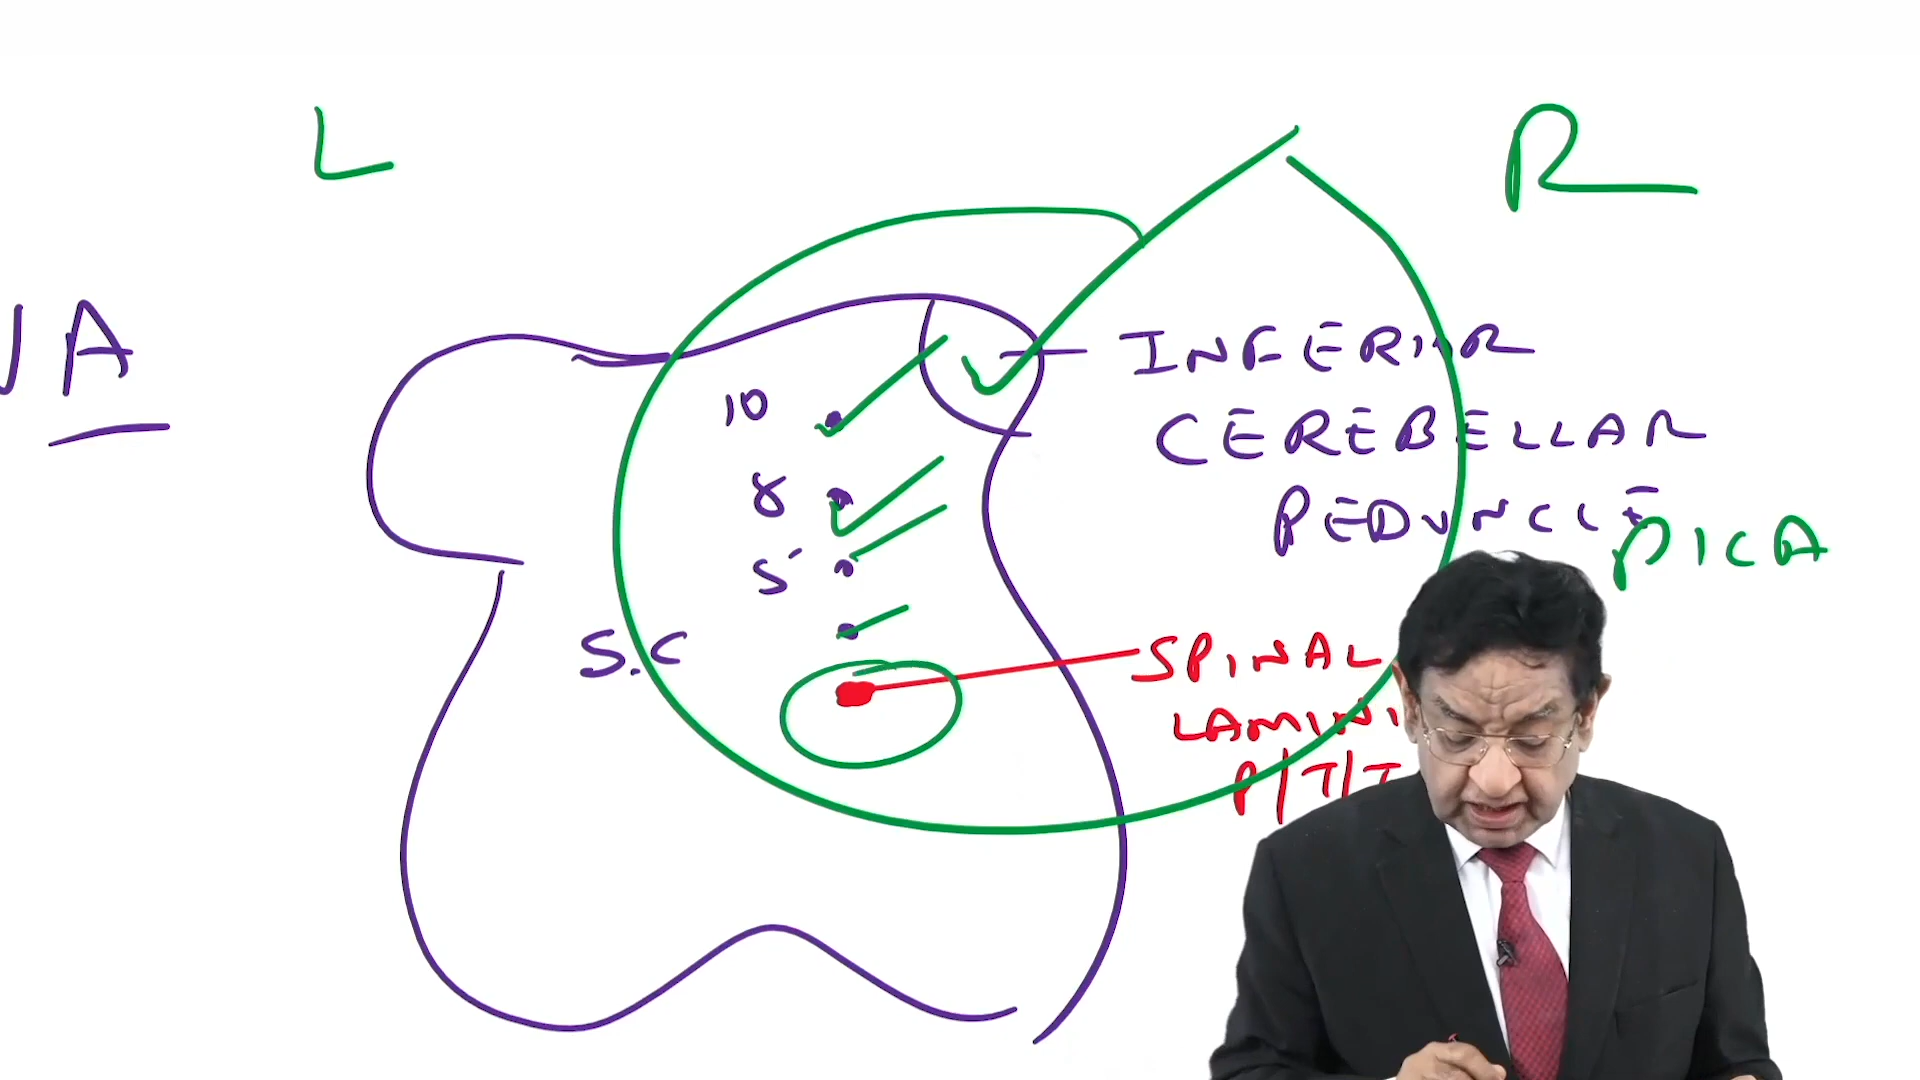 L
R
A
INFERIOR
CEREBELLAR
PEDUNCLE
PICA
10
8
5
S.C
SPINAL
P/T/T